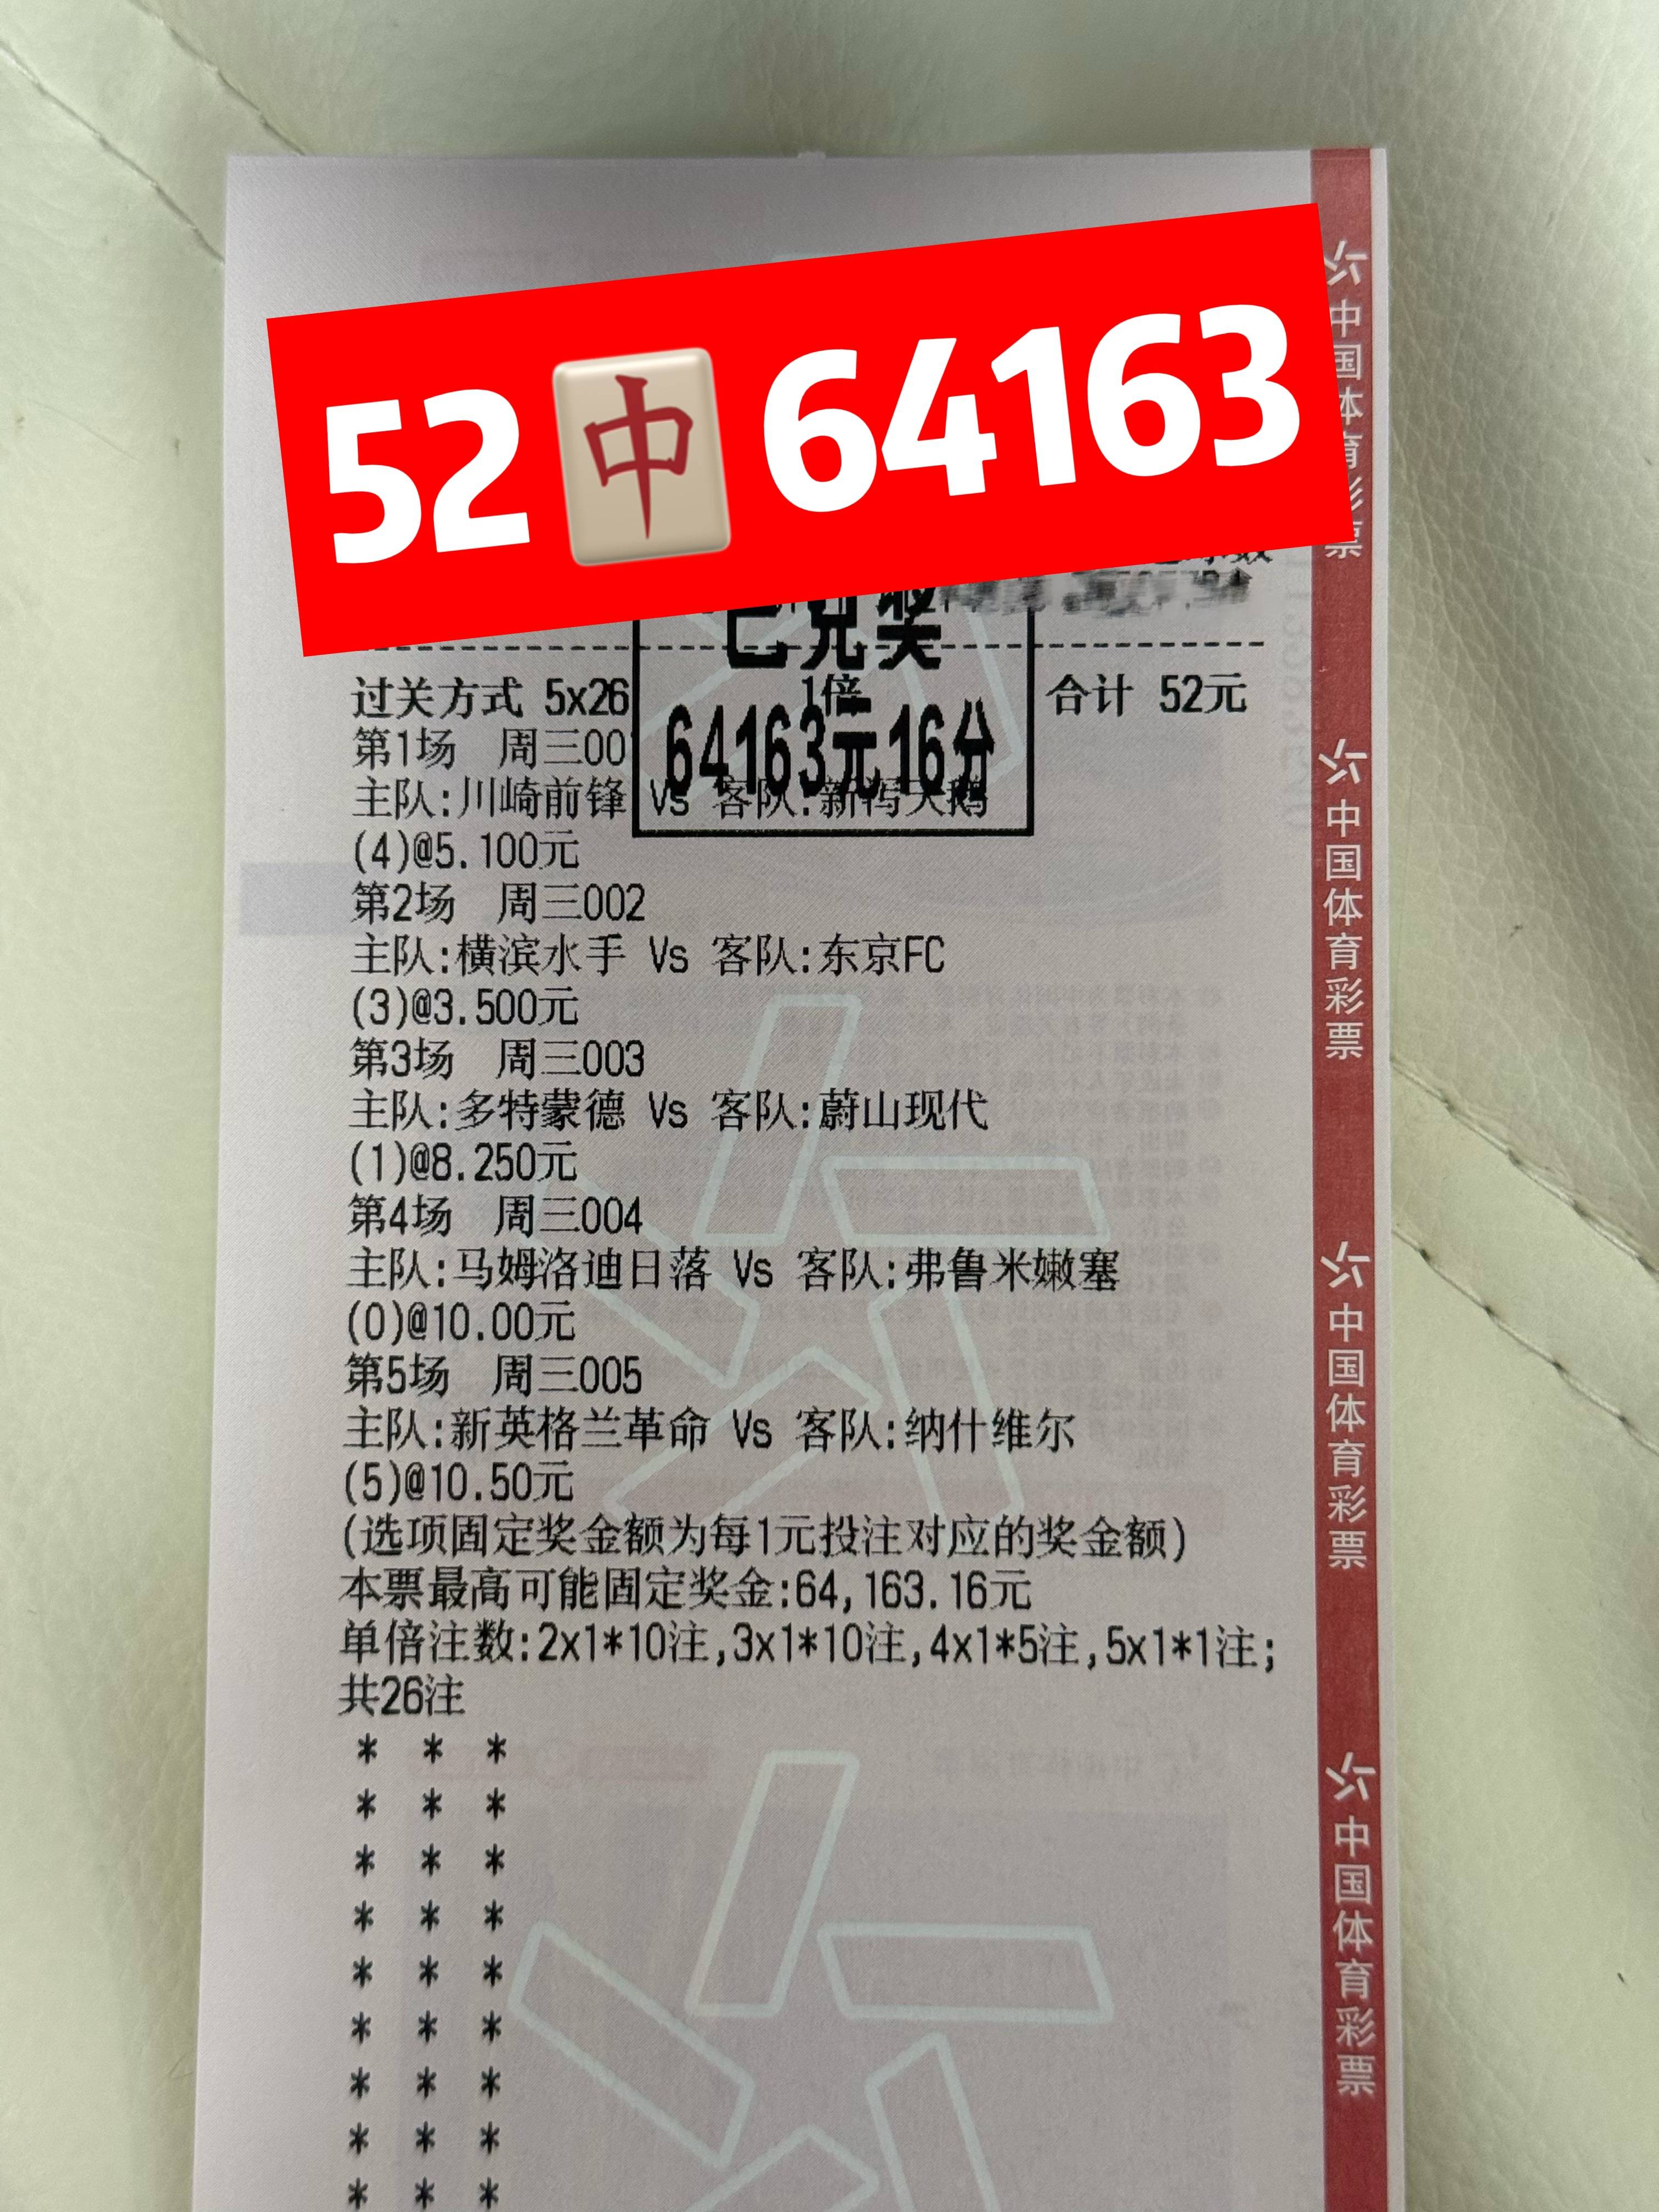 52🀄64163
已兑奖
过关方式 5x26 1倍 合计 52元
64163元16分
第1场 周三00
主队:川崎前锋 Vs 客队:新潟天鹅
(4)@5.100元
第2场 周三002
主队:横滨水手 Vs 客队:东京FC
(3)@3.500元
第3场 周三003
主队:多特蒙德 Vs 客队:蔚山现代
(1)@8.250元
第4场 周三004
主队:马姆洛迪日落 Vs 客队:弗鲁米嫩塞
(0)@10.00元
第5场 周三005
主队:新英格兰革命 Vs 客队:纳什维尔
(5)@10.50元
(选项固定奖金额为每1元投注对应的奖金额)
本票最高可能固定奖金:64,163.16元
单倍注数:2x1*10注,3x1*10注,4x1*5注,5x1*1注;
共26注
* * *
* * *
* * *
* * *
* * *
* * *
* * *
* * *
* * *
中国体育彩票
中国体育彩票
中国体育彩票
中国体育彩票